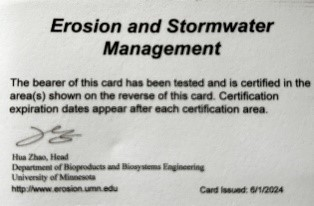 Erosion and Stormwater
Management
The bearer of this card has been tested and is certified in the
area(s) shown on the reverse of this card. Certification
expiration dates appear after each certification area.
Hua Zhao, Head
Department of Bioproducts and Biosystems Engineering
University of Minnesota
http://www.erosion.umn.edu
Card Issued: 6/1/2024